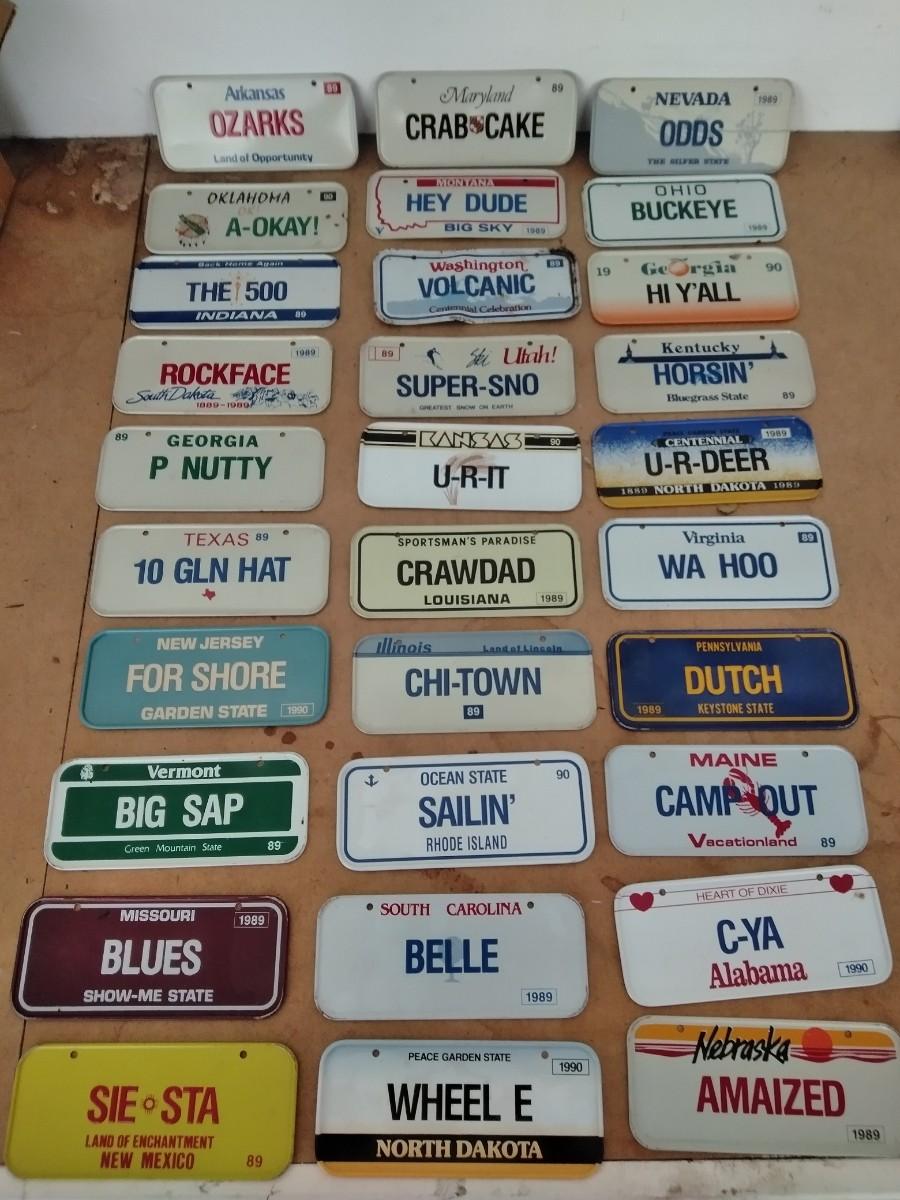 Arkansas 89
OZARKS
Land of Opportunity
Maryland 89
CRAB CAKE
NEVADA 1989
ODDS
THE SILVER STATE
OKLAHOMA 90
OK!
A-OKAY!
MONTANA
HEY DUDE
BIG SKY 1989
OHIO
BUCKEYE
1989
Back Home Again
THE 500
INDIANA 89
Washington 89
VOLCANIC
Centennial Celebration
19 Georgia 90
HI Y'ALL
1989
ROCKFACE
South Dakota
1889-1989
89 Ski Utah!
SUPER-SNO
GREATEST SNOW ON EARTH
Kentucky
HORSIN'
Bluegrass State 89
89 GEORGIA
P NUTTY
KANSAS 90
U-R-IT
PEACE GARDEN STATE
CENTENNIAL 1989
U-R-DEER
1889 NORTH DAKOTA 1989
TEXAS 89
10 GLN HAT
SPORTSMAN'S PARADISE
CRAWDAD
LOUISIANA 1989
Virginia 89
WA HOO
NEW JERSEY
FOR SHORE
GARDEN STATE 1990
Illinois Land of Lincoln
CHI-TOWN
89
PENNSYLVANIA
DUTCH
1989 KEYSTONE STATE
Vermont
BIG SAP
Green Mountain State 89
OCEAN STATE 90
SAILIN'
RHODE ISLAND
MAINE
CAMP OUT
Vacationland 89
MISSOURI 1989
BLUES
SHOW-ME STATE
SOUTH CAROLINA
BELLE
1989
HEART OF DIXIE
C-YA
Alabama 1990
SIE STA
LAND OF ENCHANTMENT
NEW MEXICO 89
PEACE GARDEN STATE 1990
WHEEL E
NORTH DAKOTA
Nebraska
AMAIZED
1989